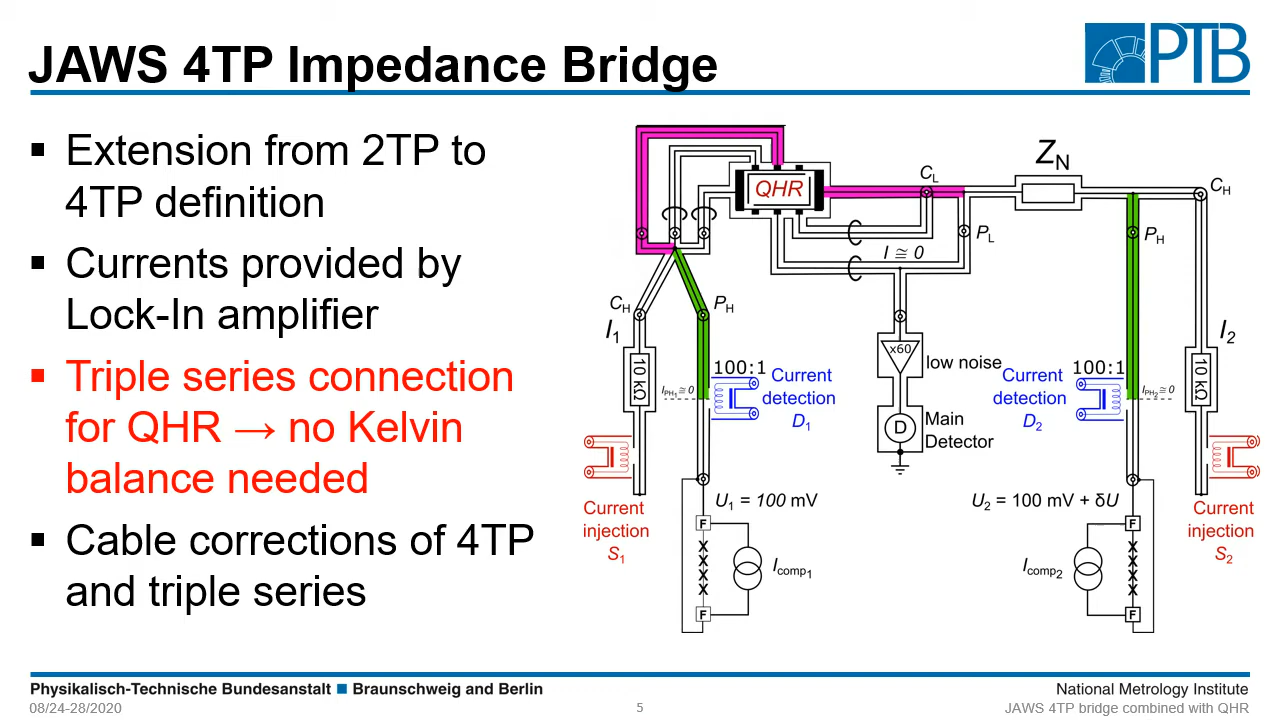 JAWS 4TP Impedance Bridge
PTB
▪ Extension from 2TP to
4TP definition
▪ Currents provided by
Lock-In amplifier
▪ Triple series connection
for QHR → no Kelvin
balance needed
▪ Cable corrections of 4TP
and triple series
QHR
C_L
Z_N
C_H
P_L
P_H
I ≅ 0
C_H
P_H
I_1
I_2
x60
low noise
100:1
100:1
10 kΩ
10 kΩ
Current
detection
D_1
Current
detection
D_2
I_PH1 ≅ 0
I_PH2 ≅ 0
D
Main
Detector
U_1 = 100 mV
U_2 = 100 mV + δU
Current
injection
S_1
Current
injection
S_2
F
F
I_comp1
I_comp2
F
F
Physikalisch-Technische Bundesanstalt ■ Braunschweig and Berlin
National Metrology Institute
08/24-28/2020
5
JAWS 4TP bridge combined with QHR